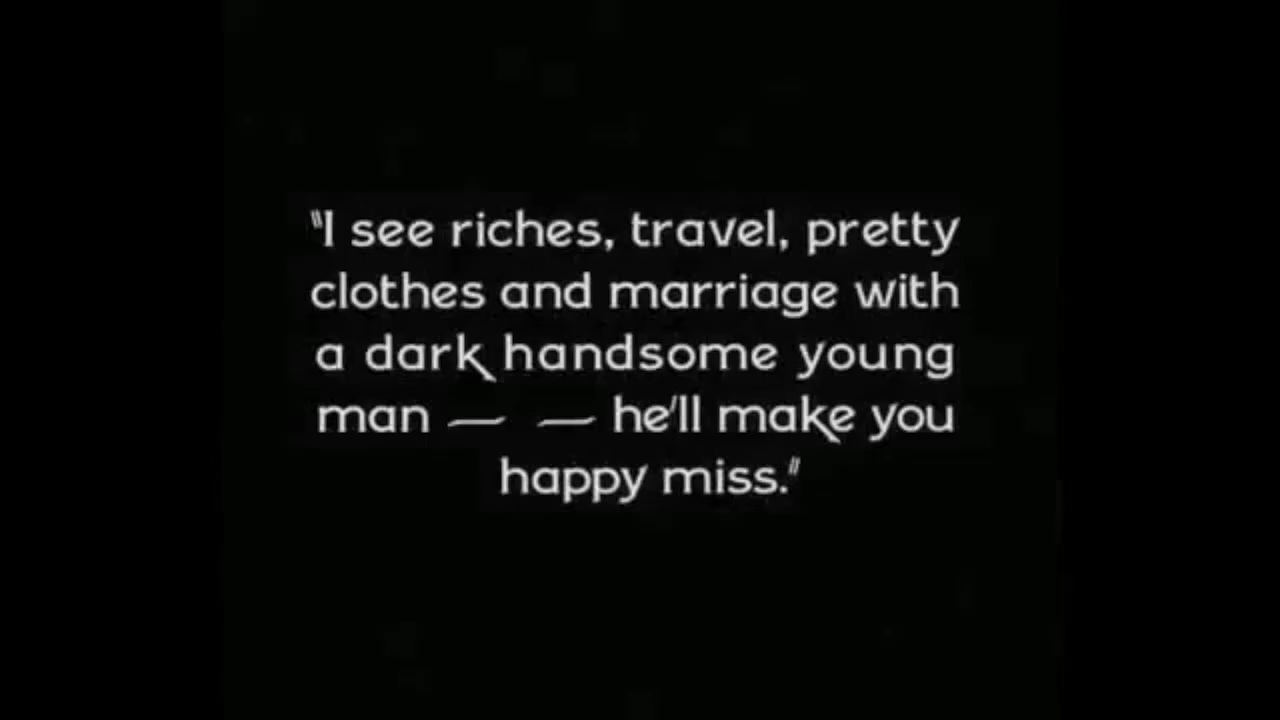 "I see riches, travel, pretty
clothes and marriage with
a dark handsome young
man — — he'll make you
happy miss."